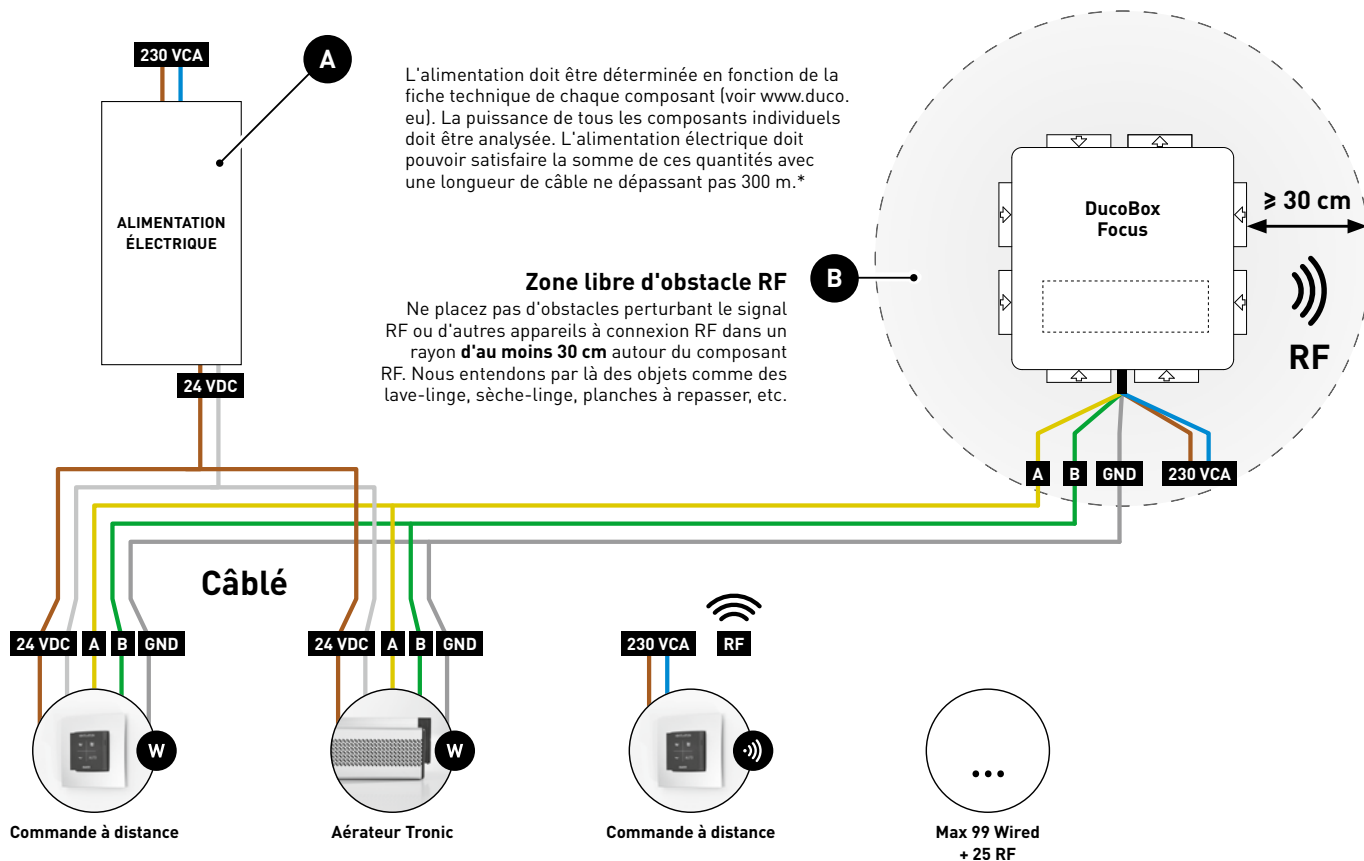 230 VCA
A
L'alimentation doit être déterminée en fonction de la
fiche technique de chaque composant (voir www.duco.
eu). La puissance de tous les composants individuels
doit être analysée. L'alimentation électrique doit
pouvoir satisfaire la somme de ces quantités avec
une longueur de câble ne dépassant pas 300 m.*
ALIMENTATION
ÉLECTRIQUE
24 VDC
DucoBox
Focus
≥ 30 cm
RF
B
Zone libre d'obstacle RF
Ne placez pas d'obstacles perturbant le signal
RF ou d'autres appareils à connexion RF dans un
rayon d'au moins 30 cm autour du composant
RF. Nous entendons par là des objets comme des
lave-linge, sèche-linge, planches à repasser, etc.
A B GND 230 VCA
Câblé
24 VDC A B GND
W
Commande à distance
24 VDC A B GND
W
Aérateur Tronic
230 VCA RF
Commande à distance
...
Max 99 Wired
+ 25 RF